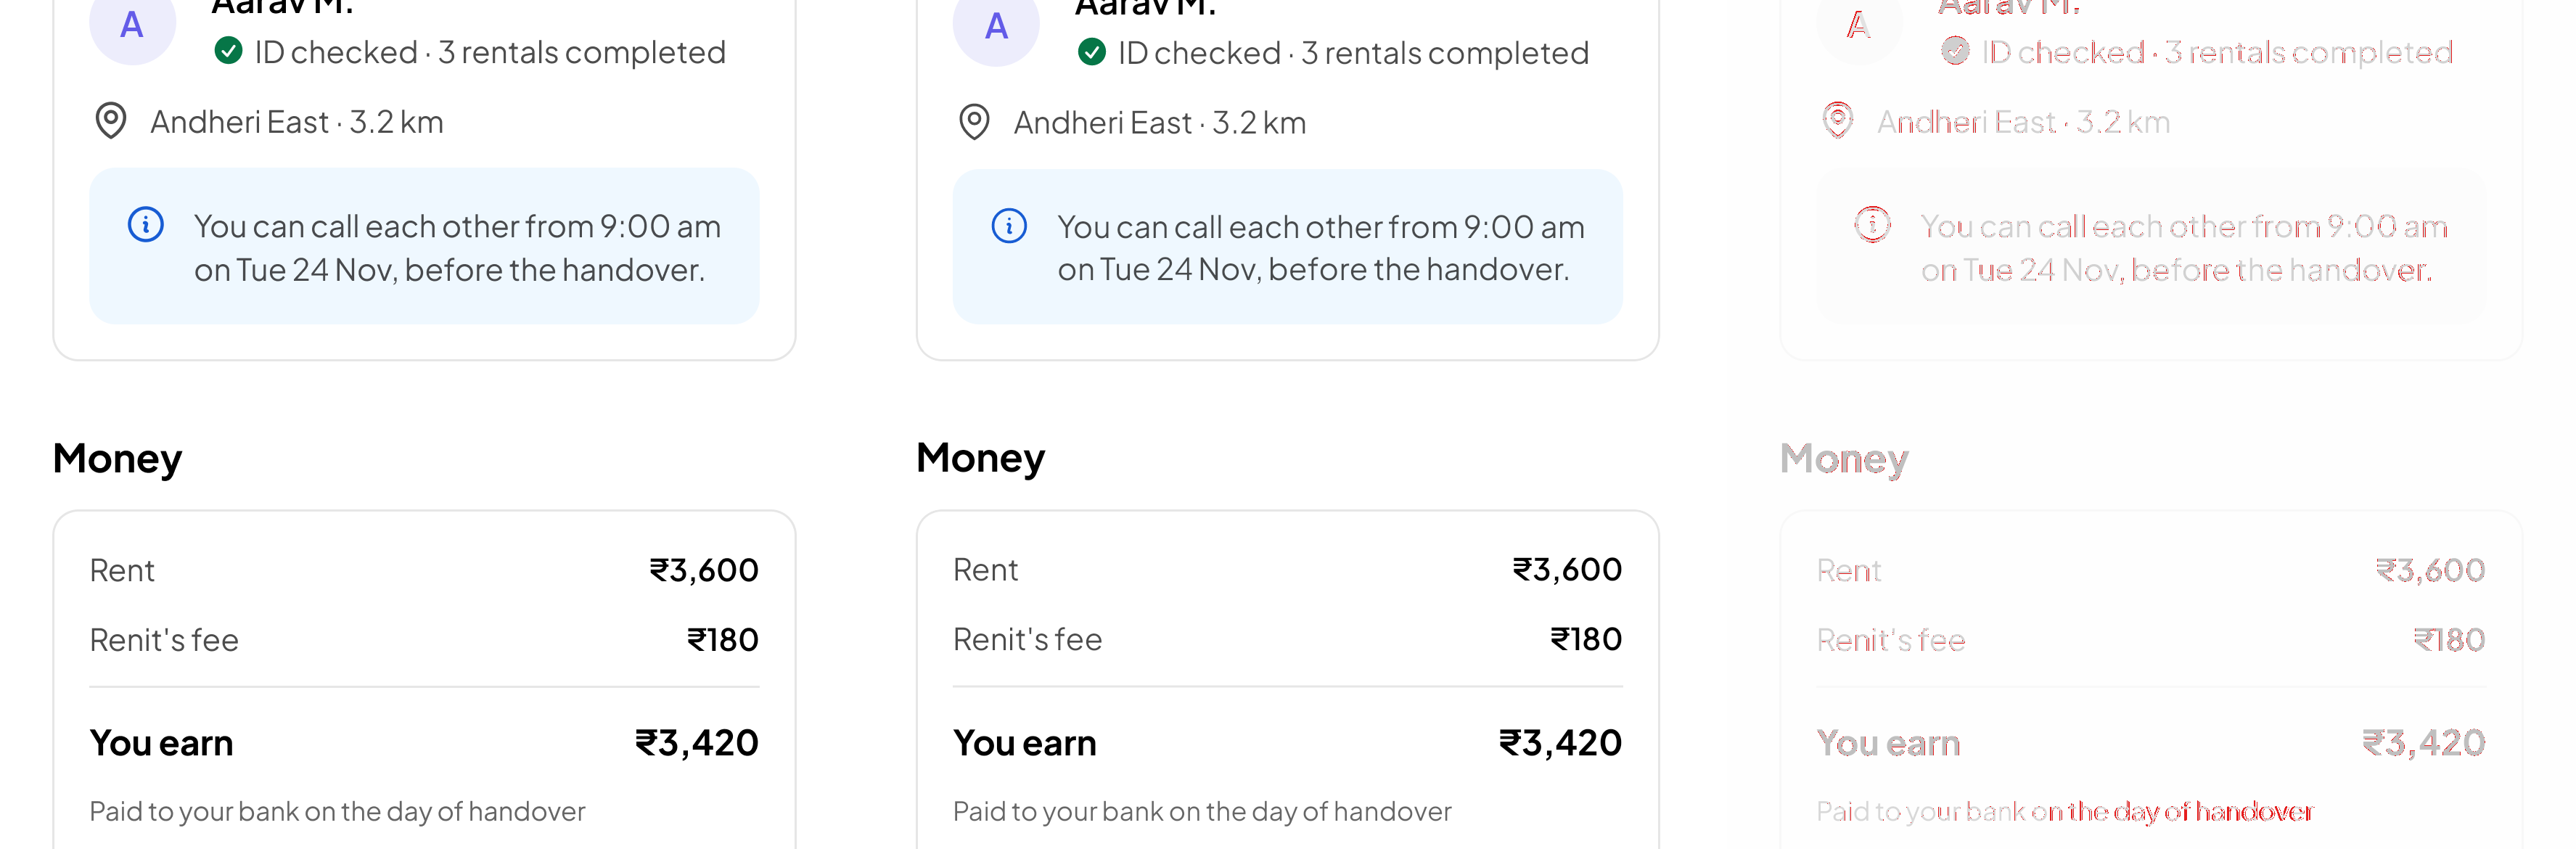 A
Aarav M.
ID checked · 3 rentals completed
Andheri East · 3.2 km
You can call each other from 9:00 am
on Tue 24 Nov, before the handover.
Money
Rent ₹3,600
Renit's fee ₹180
You earn ₹3,420
Paid to your bank on the day of handover
A
Aarav M.
ID checked · 3 rentals completed
Andheri East · 3.2 km
You can call each other from 9:00 am
on Tue 24 Nov, before the handover.
Money
Rent ₹3,600
Renit's fee ₹180
You earn ₹3,420
Paid to your bank on the day of handover
A
Aarav M.
ID checked · 3 rentals completed
Andheri East · 3.2 km
You can call each other from 9:00 am
on Tue 24 Nov, before the handover.
Money
Rent ₹3,600
Renit's fee ₹180
You earn ₹3,420
Paid to your bank on the day of handover